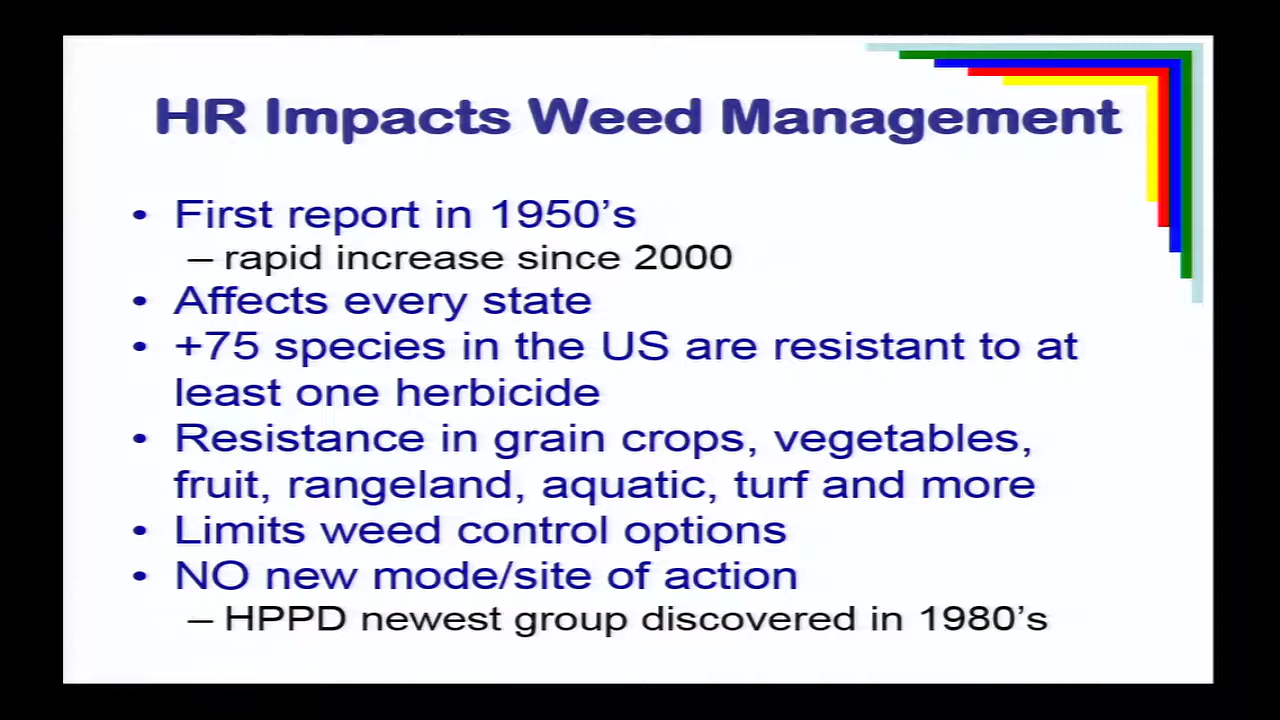 HR Impacts Weed Management
• First report in 1950's
– rapid increase since 2000
• Affects every state
• +75 species in the US are resistant to at
least one herbicide
• Resistance in grain crops, vegetables,
fruit, rangeland, aquatic, turf and more
• Limits weed control options
• NO new mode/site of action
– HPPD newest group discovered in 1980's